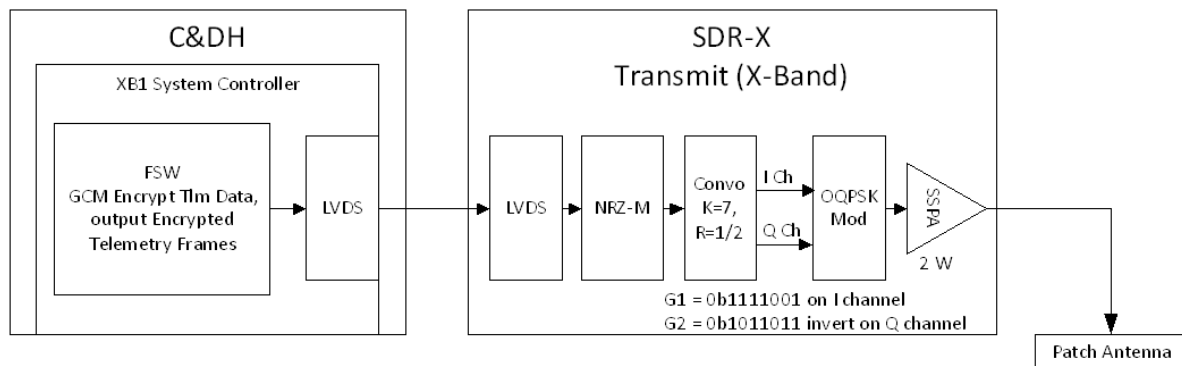 C&DH
XB1 System Controller
FSW
GCM Encrypt Tlm Data,
output Encrypted
Telemetry Frames
LVDS
SDR-X
Transmit (X-Band)
LVDS
NRZ-M
Convo
K=7,
R=1/2
I Ch
Q Ch
OQPSK
Mod
SSPA
2 W
G1 = 0b1111001 on I channel
G2 = 0b1011011 invert on Q channel
Patch Antenna